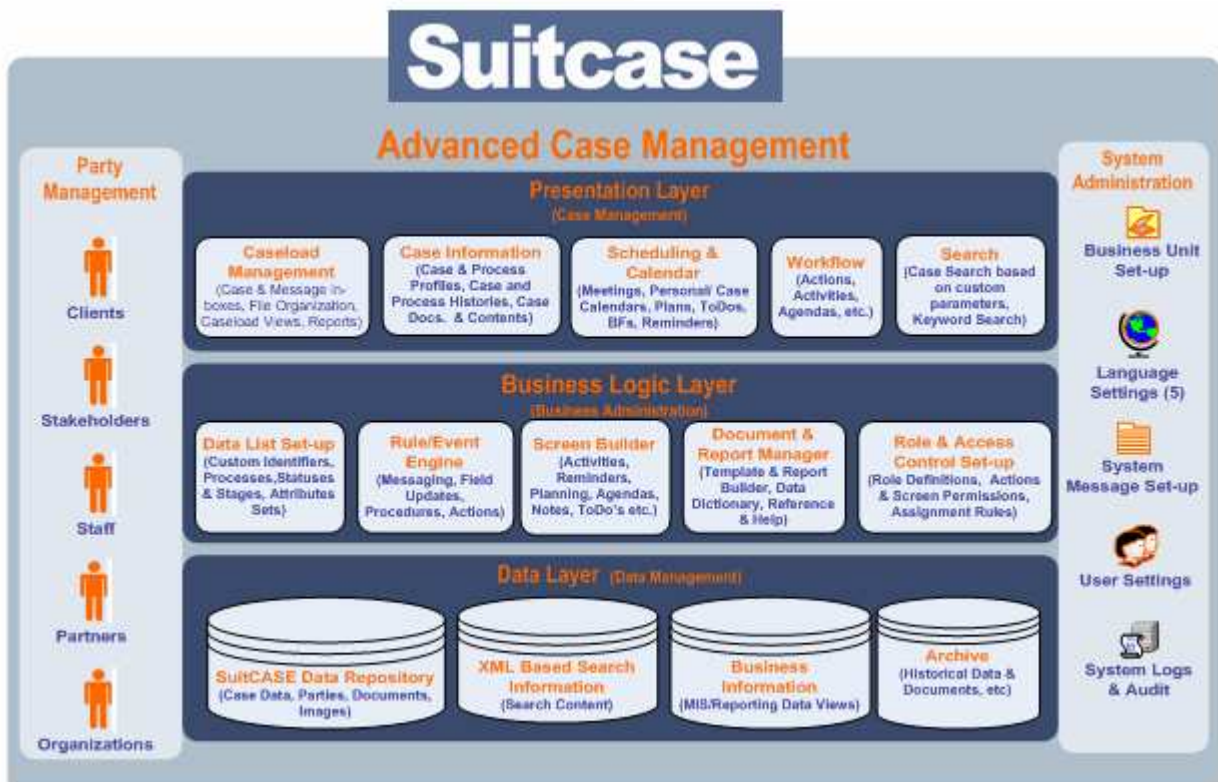 Suitcase
Advanced Case Management
Party
Management
Clients
Stakeholders
Staff
Partners
Organizations
Presentation Layer
(Case Management)
Caseload
Management
(Case & Message In-
boxes, File Organization,
Caseload Views, Reports)
Case Information
(Case & Process
Profiles, Case and
Process Histories, Case
Docs. & Contents)
Scheduling &
Calendar
(Meetings, Personal/ Case
Calendars, Plans, ToDos,
BFs, Reminders)
Workflow
(Actions,
Activities,
Agendas, etc.)
Search
(Case Search based
on custom
parameters,
Keyword Search)
Business Logic Layer
(Business Administration)
Data List Set-up
(Custom Identifiers,
Processes,Statuses
& Stages, Attributes
Sets)
Rule/Event
Engine
(Messaging, Field
Updates,
Procedures, Actions)
Screen Builder
(Activities,
Reminders,
Planning, Agendas,
Notes, ToDo's etc.)
Document &
Report Manager
(Template & Report
Builder, Data
Dictionary, Reference
& Help)
Role & Access
Control Set-up
(Role Definitions, Actions
& Screen Permissions,
Assignment Rules)
Data Layer (Data Management)
SuitCASE Data Repository
(Case Data, Parties, Documents,
Images)
XML Based Search
Information
(Search Content)
Business
Information
(MIS/Reporting Data Views)
Archive
(Historical Data &
Documents, etc)
System
Administration
Business Unit
Set-up
Language
Settings (5)
System
Message Set-up
User Settings
System Logs
& Audit